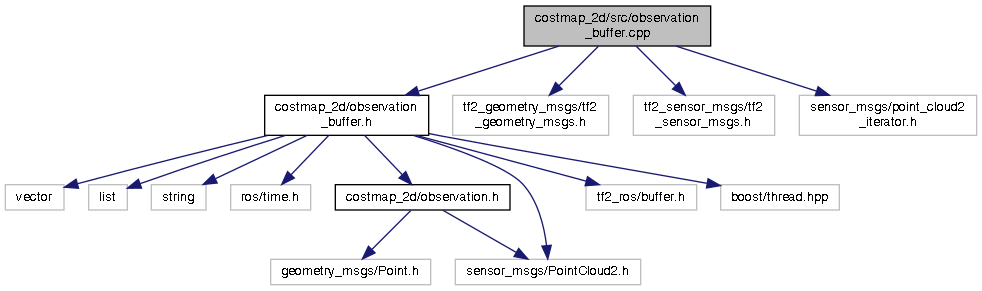 costmap_2d/src/observation
_buffer.cpp
costmap_2d/observation
_buffer.h
tf2_geometry_msgs/tf2
_geometry_msgs.h
tf2_sensor_msgs/tf2
_sensor_msgs.h
sensor_msgs/point_cloud2
_iterator.h
vector
list
string
ros/time.h
costmap_2d/observation.h
tf2_ros/buffer.h
boost/thread.hpp
geometry_msgs/Point.h
sensor_msgs/PointCloud2.h